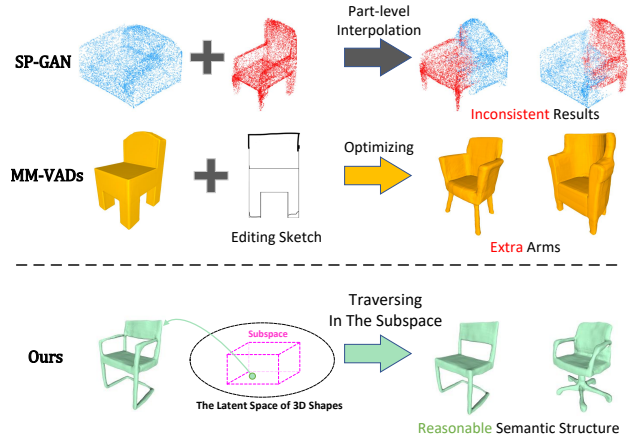 SP-GAN
Part-level
Interpolation
Inconsistent Results
MM-VADs
Optimizing
Editing Sketch
Extra Arms
Ours
Subspace
The Latent Space of 3D Shapes
Traversing
In The Subspace
Reasonable Semantic Structure